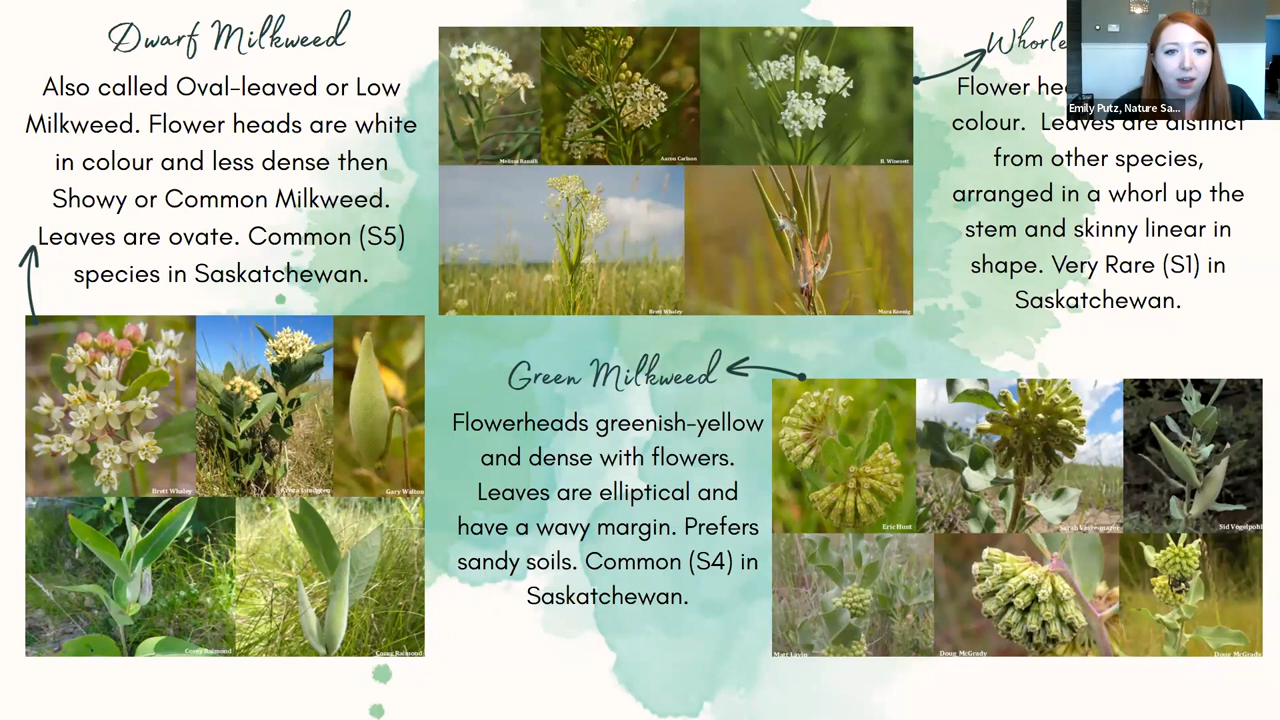 Dwarf Milkweed
Also called Oval-leaved or Low
Milkweed. Flower heads are white
in colour and less dense then
Showy or Common Milkweed.
Leaves are ovate. Common (S5)
species in Saskatchewan.
Brett Whaley
Gary Walton
Corey Raimond
Corey Raimond
Melissa Ranalli
Aaron Carlson
B. Winesett
Brett Whaley
Mara Koenig
Whorle
Flower hea
colour. Leaves are distinct
from other species,
arranged in a whorl up the
stem and skinny linear in
shape. Very Rare (S1) in
Saskatchewan.
Emily Putz, Nature Sa...
Green Milkweed
Flowerheads greenish-yellow
and dense with flowers.
Leaves are elliptical and
have a wavy margin. Prefers
sandy soils. Common (S4) in
Saskatchewan.
Eric Hunt
Sid Vogelpohl
Matt Lavin
Doug McGrady
Doug McGrady